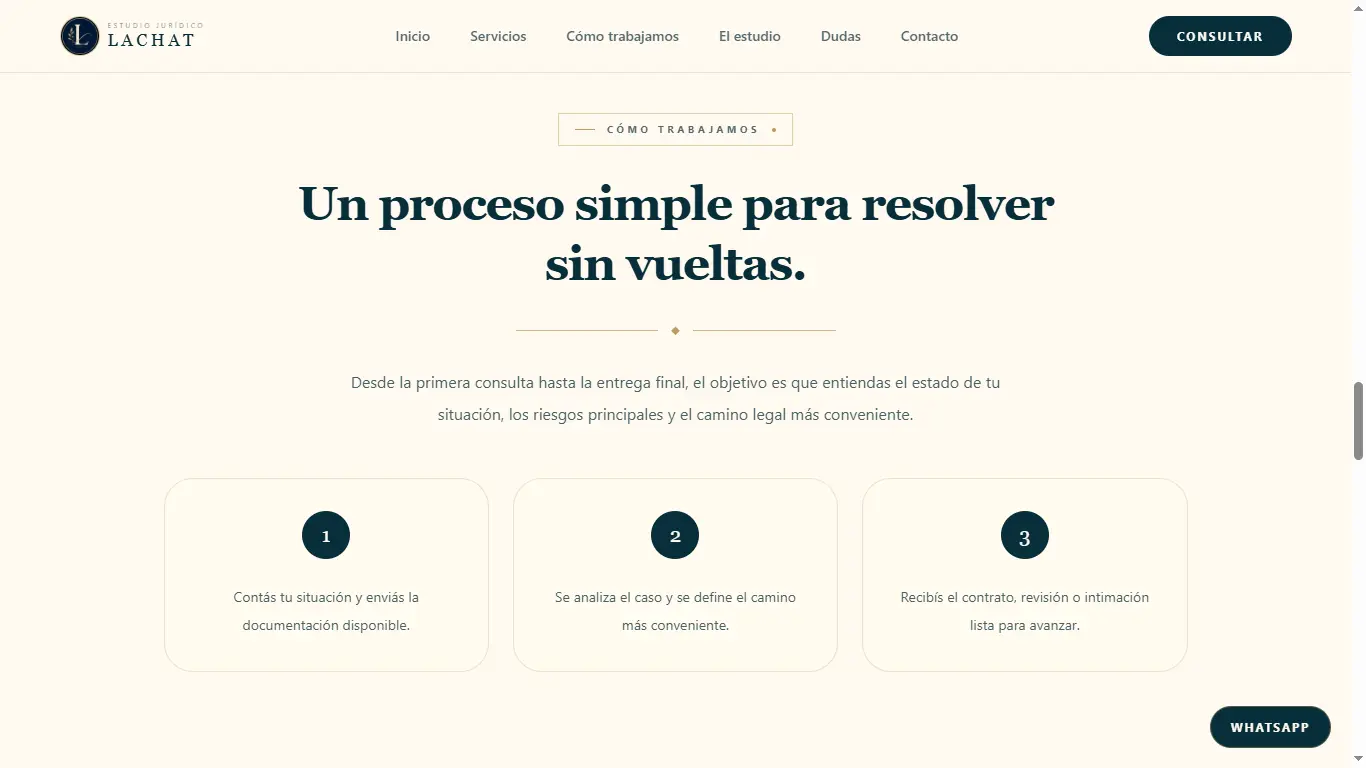 ESTUDIO JURÍDICO
LACHAT
Inicio
Servicios
Cómo trabajamos
El estudio
Dudas
Contacto
CONSULTAR
CÓMO TRABAJAMOS
Un proceso simple para resolver
sin vueltas.
Desde la primera consulta hasta la entrega final, el objetivo es que entiendas el estado de tu
situación, los riesgos principales y el camino legal más conveniente.
1
Contás tu situación y enviás la
documentación disponible.
2
Se analiza el caso y se define el camino
más conveniente.
3
Recibís el contrato, revisión o intimación
lista para avanzar.
WHATSAPP